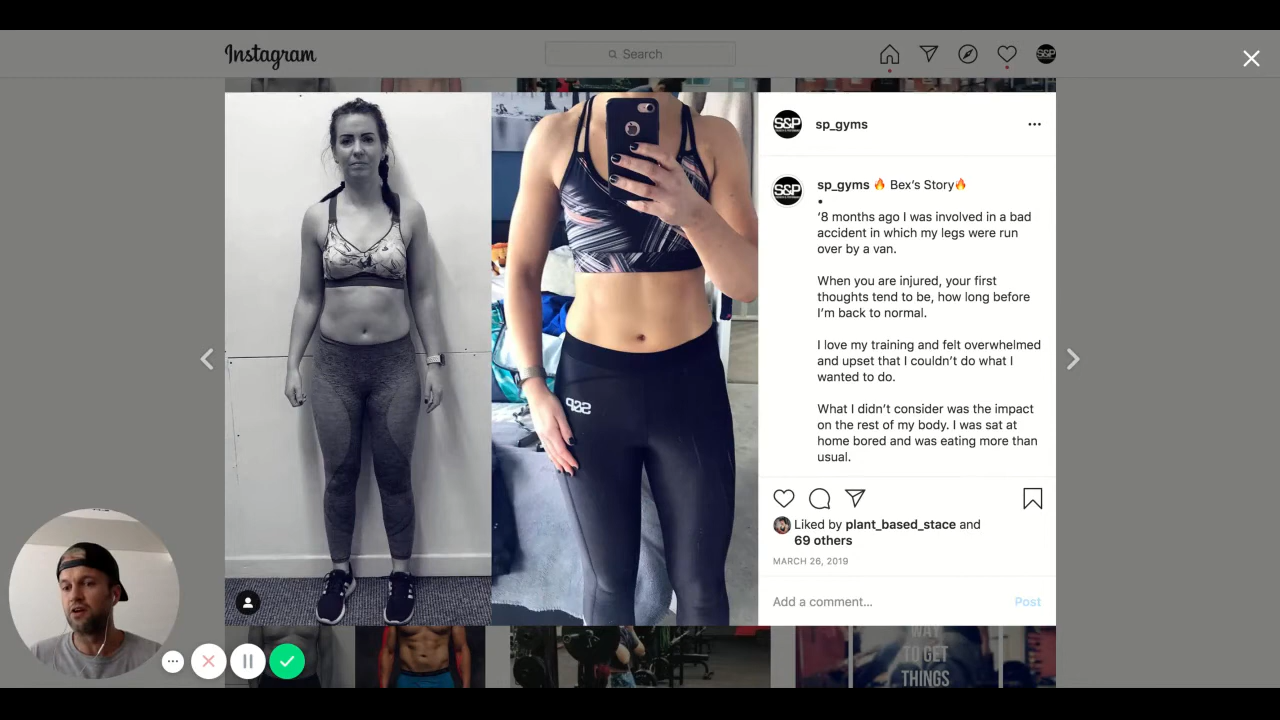 Instagram
Search
S&P
S&P
sp_gyms
•••
S&P
sp_gyms 🔥 Bex’s Story🔥
•
‘8 months ago I was involved in a bad
accident in which my legs were run
over by a van.
When you are injured, your first
thoughts tend to be, how long before
I’m back to normal.
I love my training and felt overwhelmed
and upset that I couldn’t do what I
wanted to do.
What I didn’t consider was the impact
on the rest of my body. I was sat at
home bored and was eating more than
usual.
S&P
Liked by plant_based_stace and
69 others
MARCH 26, 2019
Add a comment...
Post
WAY
TO GET
THINGS